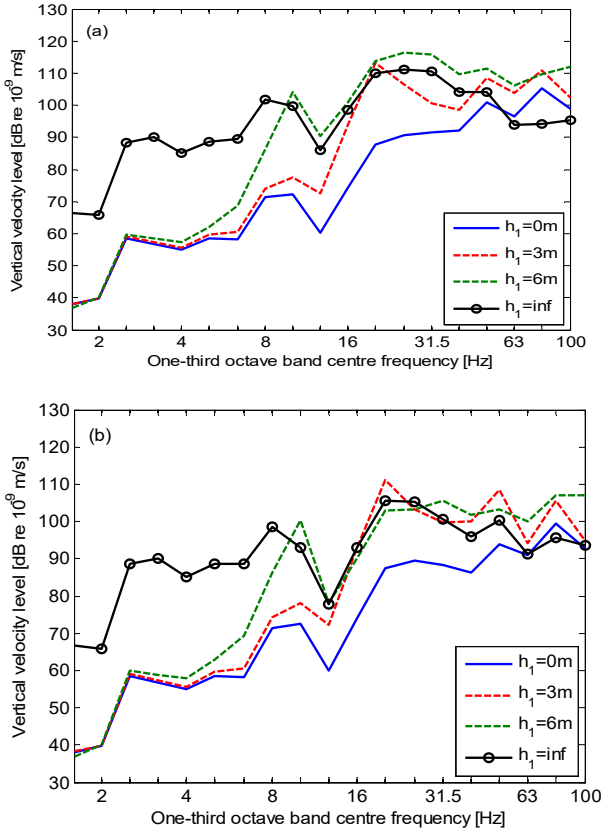 130
120
110
100
90
80
70
60
50
40
30
Vertical velocity level [dB re 10⁻⁹ m/s]
(a)
h₁=0m
h₁=3m
h₁=6m
h₁=inf
2 4 8 16 31.5 63 100
One-third octave band centre frequency [Hz]
130
120
110
100
90
80
70
60
50
40
30
Vertical velocity level [dB re 10⁻⁹ m/s]
(b)
h₁=0m
h₁=3m
h₁=6m
h₁=inf
2 4 8 16 31.5 63 100
One-third octave band centre frequency [Hz]